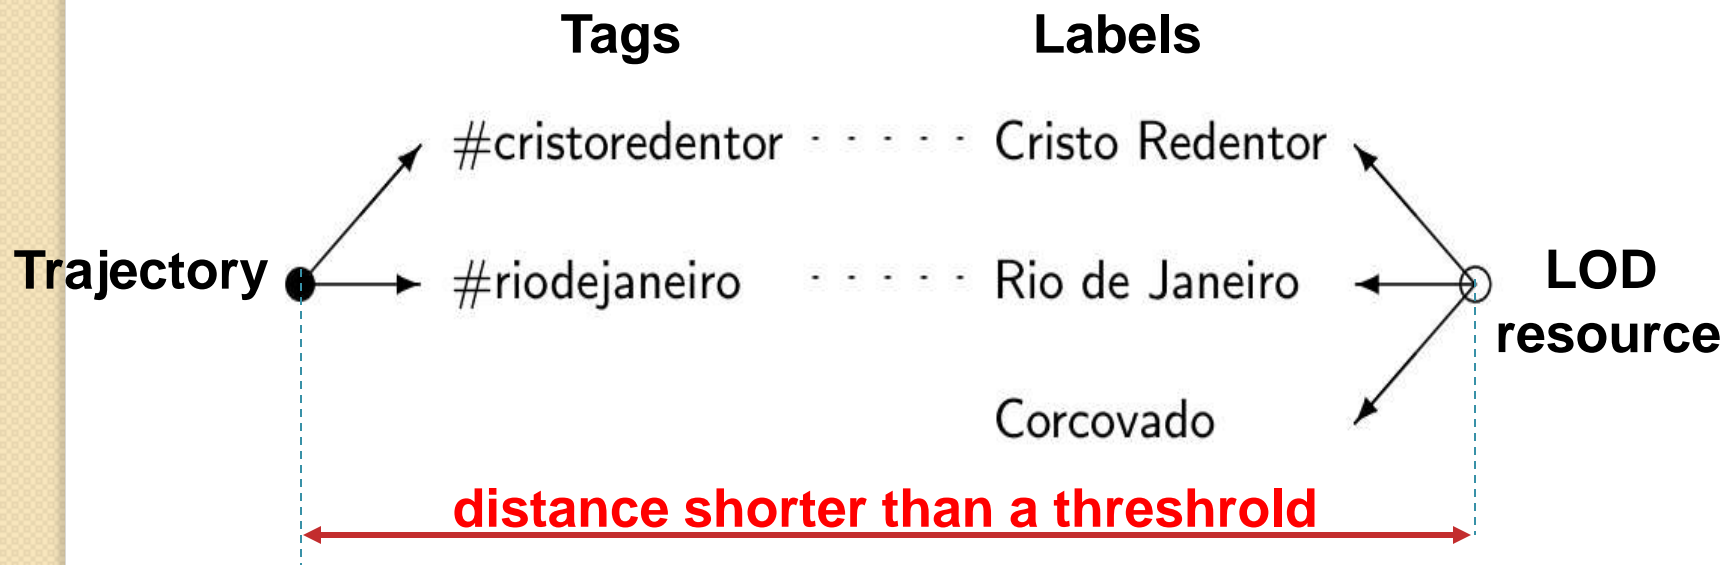 Tags Labels
#cristoredentor Cristo Redentor
Trajectory #riodejaneiro Rio de Janeiro LOD
resource
Corcovado
distance shorter than a threshrold